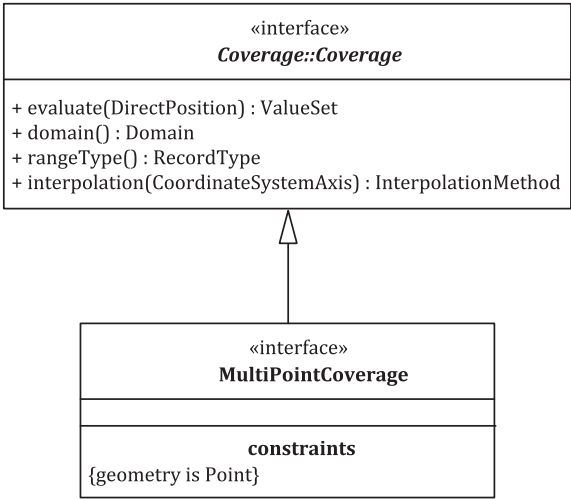 «interface»
Coverage::Coverage
+ evaluate(DirectPosition) : ValueSet
+ domain() : Domain
+ rangeType() : RecordType
+ interpolation(CoordinateSystemAxis) : InterpolationMethod
«interface»
MultiPointCoverage
constraints
{geometry is Point}